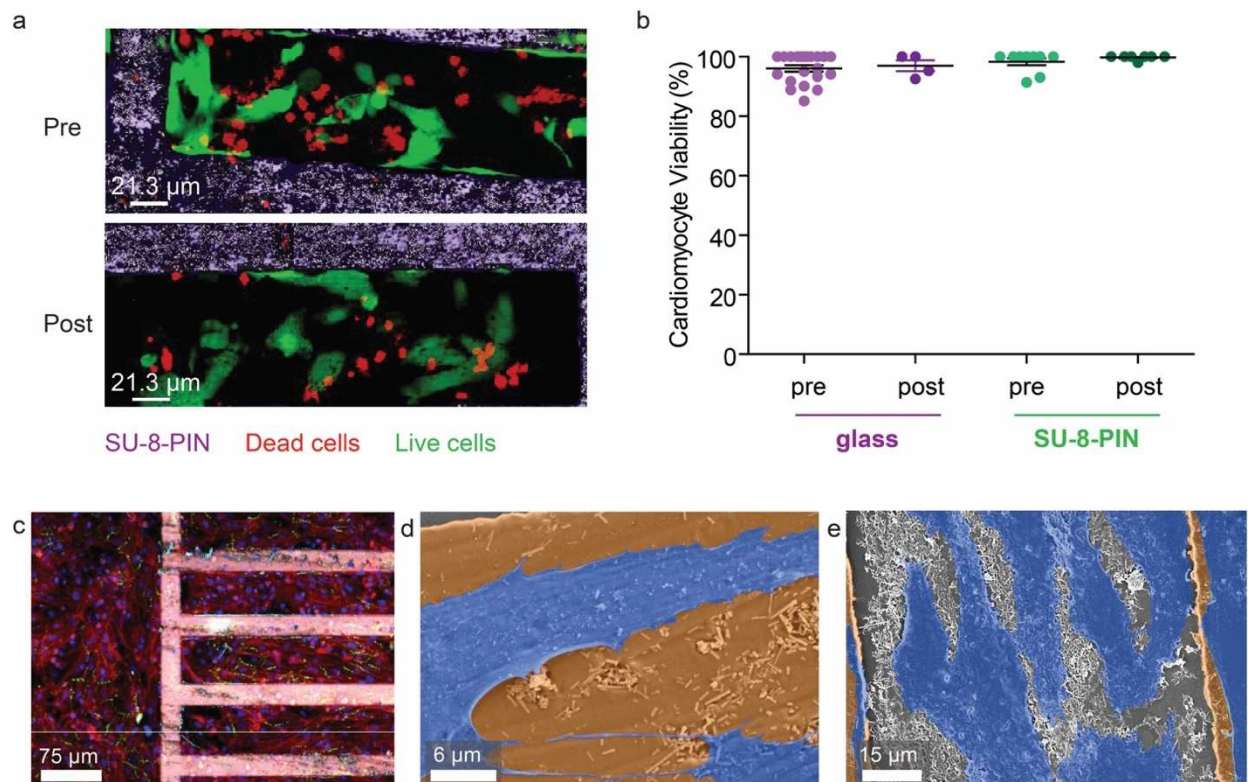 a
Pre
21.3 µm
Post
21.3 µm
SU-8-PIN Dead cells Live cells
b
Cardiomyocyte Viability (%)
100
80
60
40
20
0
pre post pre post
glass SU-8-PIN
c
75 µm
d
6 µm
e
15 µm